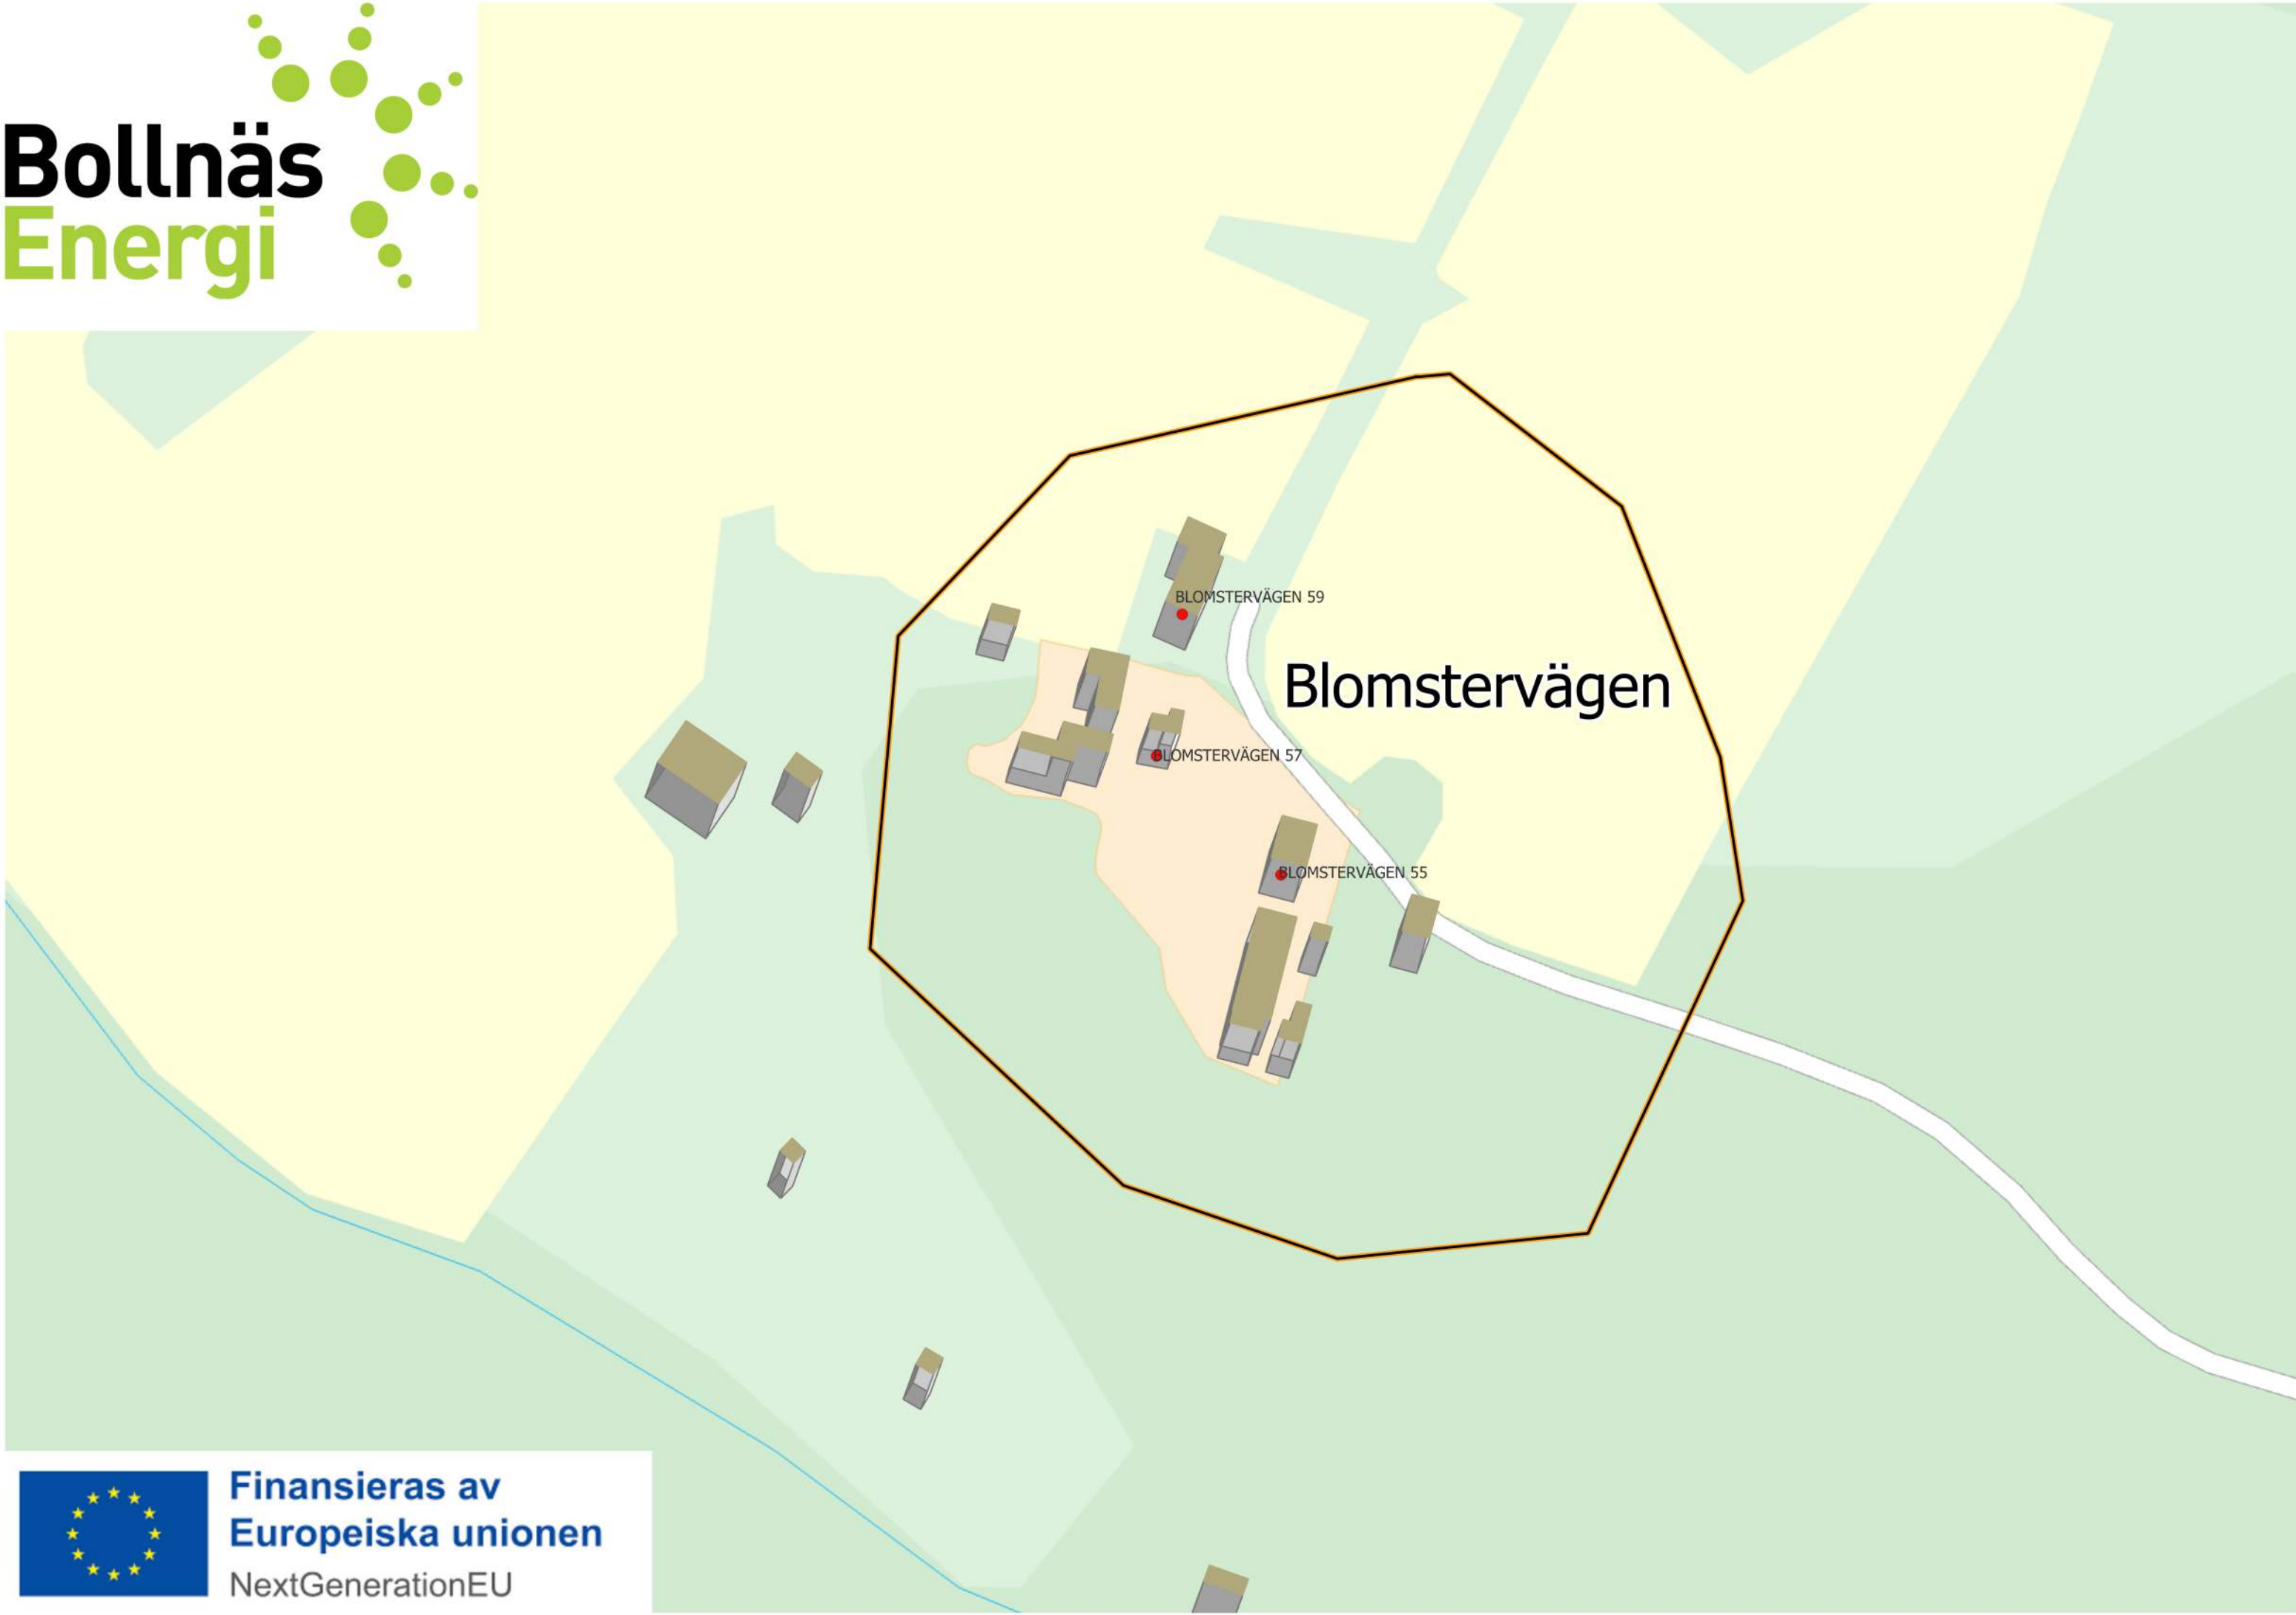 Bollnäs
Energi
BLOMSTERVÄGEN 59
Blomstervägen
BLOMSTERVÄGEN 57
BLOMSTERVÄGEN 55
Finansieras av
Europeiska unionen
NextGenerationEU